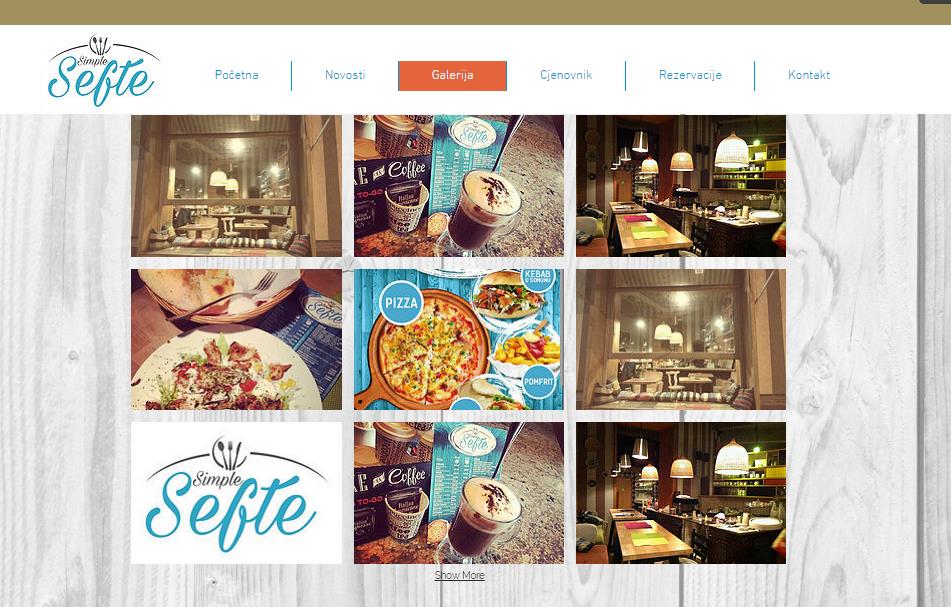 Simple
Sefte
Početna
Novosti
Galerija
Cjenovnik
Rezervacije
Kontakt
Coffee
TO-GO
Sefte
Sefte
PIZZA
KEBAB
U SOMUNU
POMFRIT
Simple
Sefte
Coffee
TO-GO
Sefte
Show More